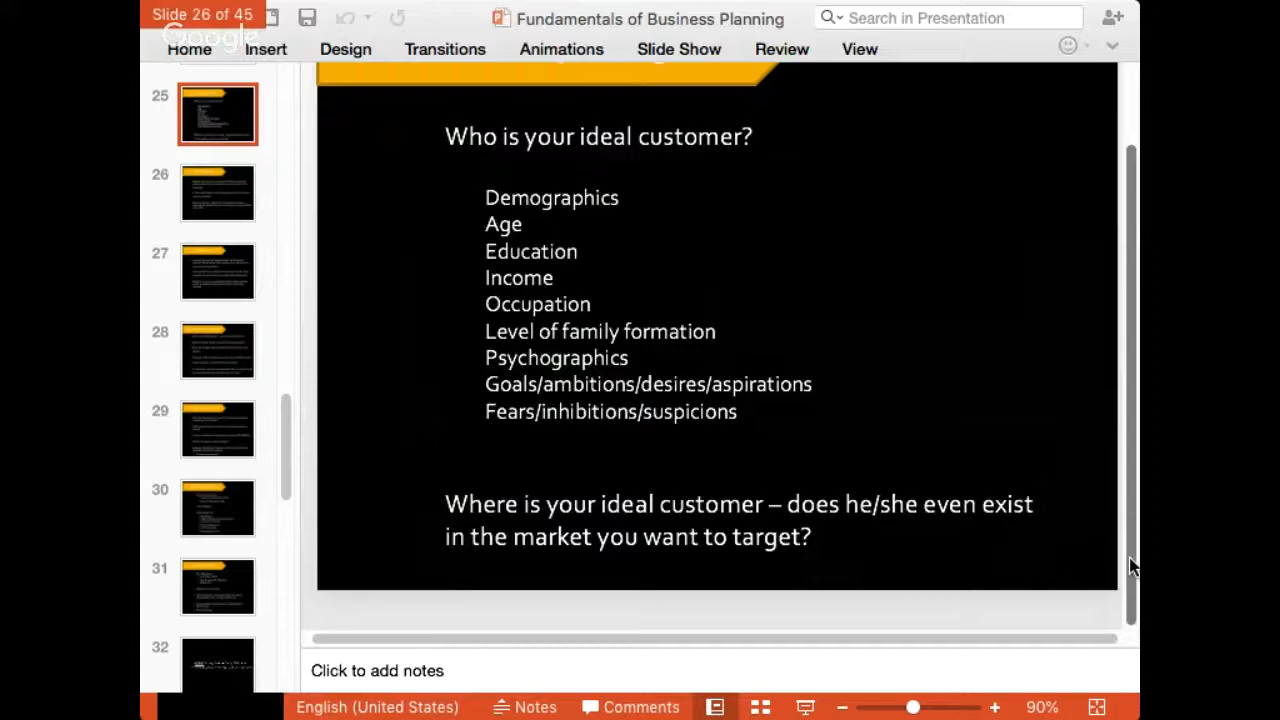 Slide 26 of 45
Google
Fundamentals of Business Planning
Search in Presentation
Home Insert Design Transitions Animations Slide Show Review View
25
26
27
28
29
30
31
32
Who is your ideal customer?
Demographics
Age
Education
Income
Occupation
Level of family formation
Psychographics
Goals/ambitions/desires/aspirations
Fears/inhibitions/suspicions
Where is your ideal customer – does he/she even exist
in the market you want to target?
Click to add notes
English (United States) Notes Comments 90%